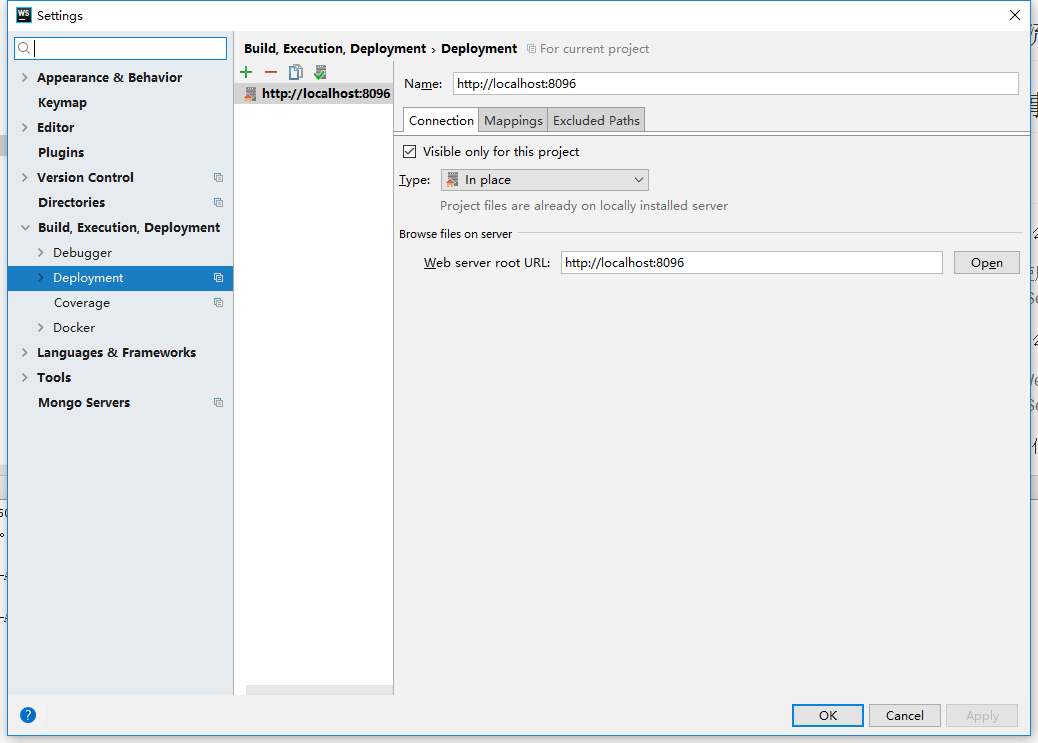 WS Settings
Build, Execution, Deployment › Deployment For current project
Appearance & Behavior
Keymap
Editor
Plugins
Version Control
Directories
Build, Execution, Deployment
Debugger
Deployment
Coverage
Docker
Languages & Frameworks
Tools
Mongo Servers
http://localhost:8096
Name: http://localhost:8096
Connection Mappings Excluded Paths
Visible only for this project
Type: In place
Project files are already on locally installed server
Browse files on server
Web server root URL: http://localhost:8096 Open
? OK Cancel Apply